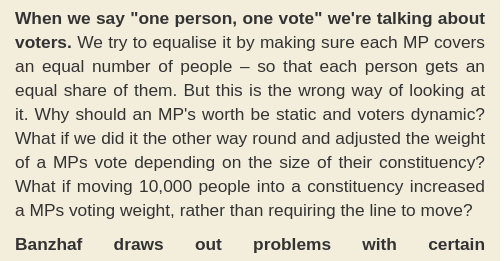 When we say "one person, one vote" we're talking about
voters. We try to equalise it by making sure each MP covers
an equal number of people – so that each person gets an
equal share of them. But this is the wrong way of looking at
it. Why should an MP's worth be static and voters dynamic?
What if we did it the other way round and adjusted the weight
of a MPs vote depending on the size of their constituency?
What if moving 10,000 people into a constituency increased
a MPs voting weight, rather than requiring the line to move?
Banzhaf draws out problems with certain